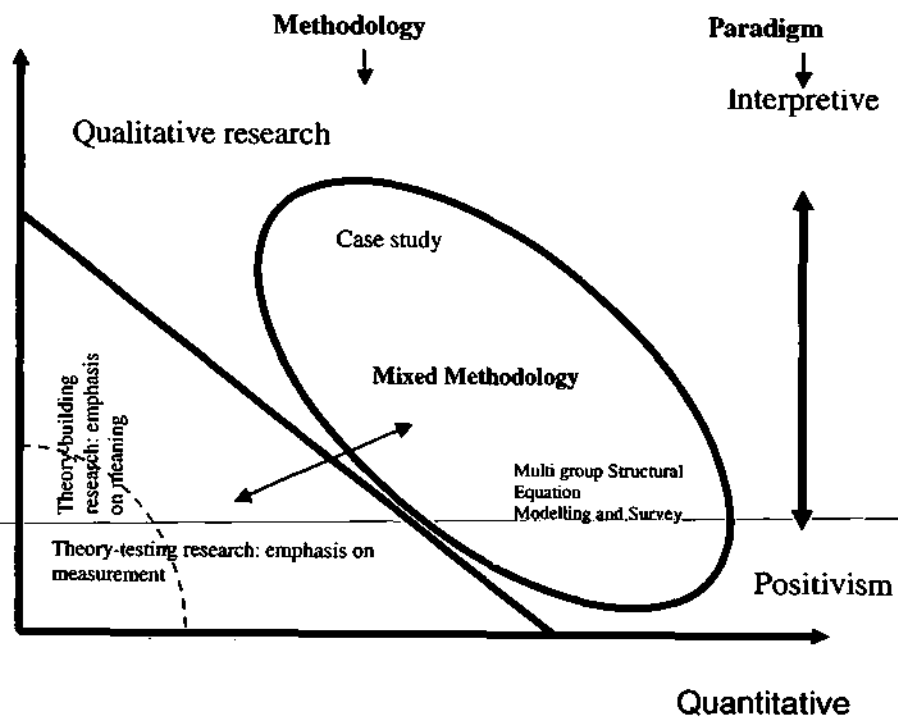 Methodology
Paradigm
Interpretive
Qualitative research
Case study
Mixed Methodology
Theory-building
research: emphasis
on meaning
Multi group Structural
Equation
Modelling and Survey
Theory-testing research: emphasis on
measurement
Positivism
Quantitative